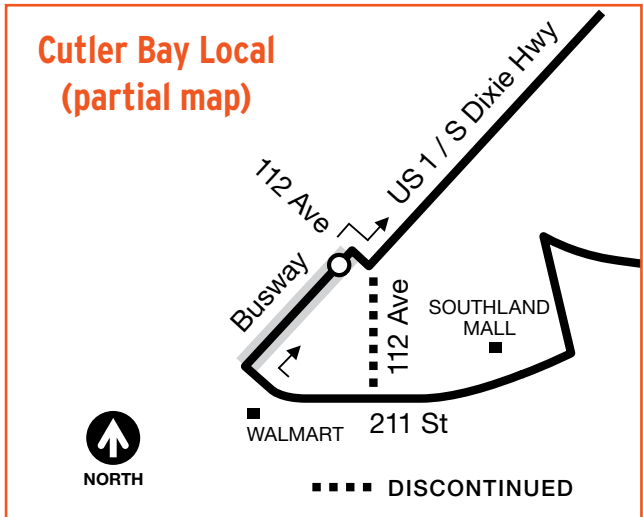 Cutler Bay Local
(partial map)
US 1 / S Dixie Hwy
112 Ave
Busway
112 Ave
SOUTHLAND
MALL
WALMART
211 St
NORTH
DISCONTINUED